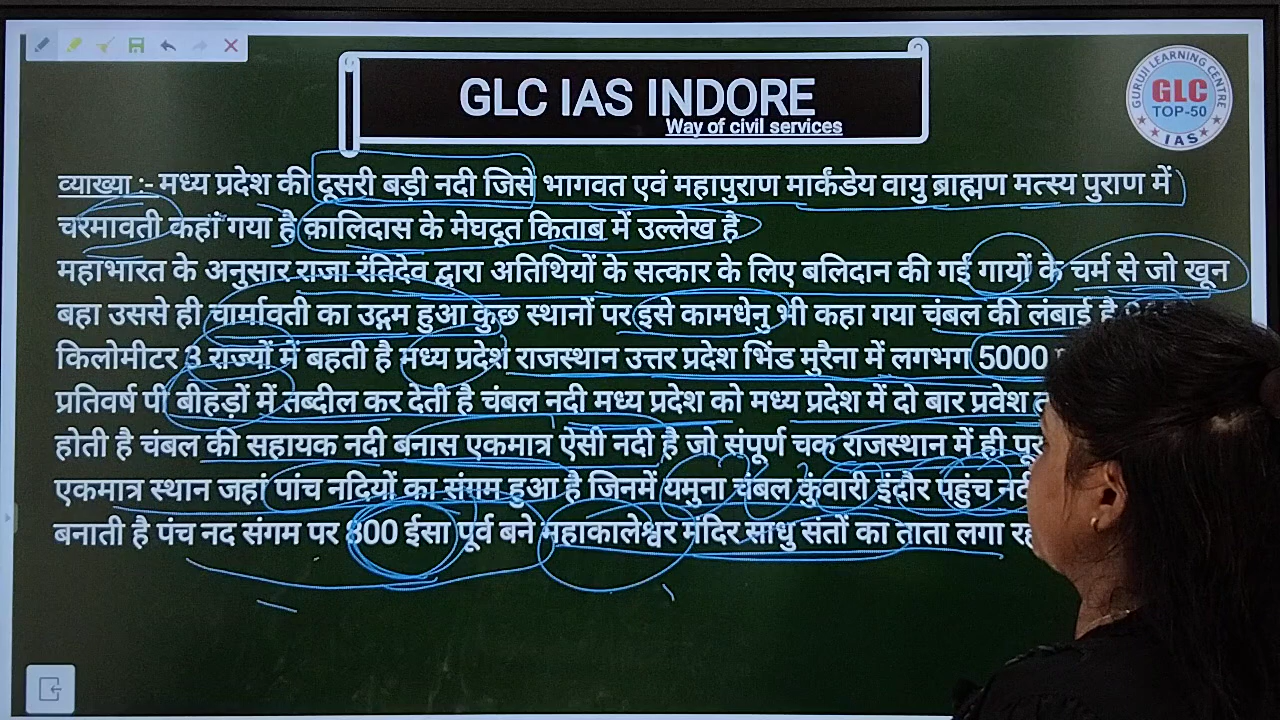 GLC IAS INDORE
Way of civil services
GURUJI LEARNING CENTRE
GLC
TOP-50
IAS
व्याख्या :- मध्य प्रदेश की दूसरी बड़ी नदी जिसे भागवत एवं महापुराण मार्कंडेय वायु ब्राह्मण मत्स्य पुराण में
चरमावती कहां गया है कालिदास के मेघदूत किताब में उल्लेख है
महाभारत के अनुसार राजा रंतिदेव द्वारा अतिथियों के सत्कार के लिए बलिदान की गई गायों के चर्म से जो खून
बहा उससे ही चार्मावती का उद्गम हुआ कुछ स्थानों पर इसे कामधेनु भी कहा गया चंबल की लंबाई है
किलोमीटर 3 राज्यों में बहती है मध्य प्रदेश राजस्थान उत्तर प्रदेश भिंड मुरैना में लगभग 5000
प्रतिवर्ष पी बीहड़ों में तब्दील कर देती है चंबल नदी मध्य प्रदेश को मध्य प्रदेश में दो बार प्रवेश
होती है चंबल की सहायक नदी बनास एकमात्र ऐसी नदी है जो संपूर्ण चक राजस्थान में ही
एकमात्र स्थान जहां पांच नदियों का संगम हुआ है जिनमें यमुना चंबल कुंवारी इंदौर पहुंच
बनाती है पंच नद संगम पर 800 ईसा पूर्व बने महाकालेश्वर मंदिर साधु संतों का ताता लगा